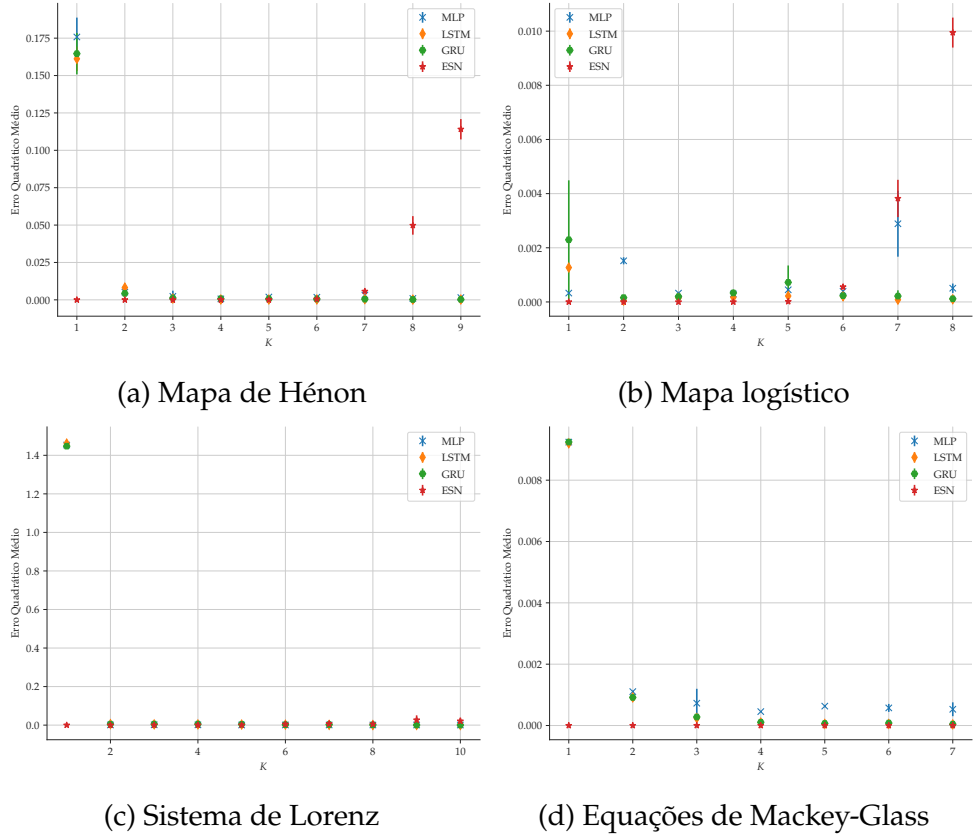 MLP
LSTM
GRU
ESN
0.175
0.150
0.125
0.100
0.075
0.050
0.025
0.000
Erro Quadrático Médio
1 2 3 4 5 6 7 8 9
K
(a) Mapa de Hénon
MLP
LSTM
GRU
ESN
0.010
0.008
0.006
0.004
0.002
0.000
Erro Quadrático Médio
1 2 3 4 5 6 7 8
K
(b) Mapa logístico
MLP
LSTM
GRU
ESN
1.4
1.2
1.0
0.8
0.6
0.4
0.2
0.0
Erro Quadrático Médio
2 4 6 8 10
K
(c) Sistema de Lorenz
MLP
LSTM
GRU
ESN
0.008
0.006
0.004
0.002
0.000
Erro Quadrático Médio
1 2 3 4 5 6 7
K
(d) Equações de Mackey-Glass